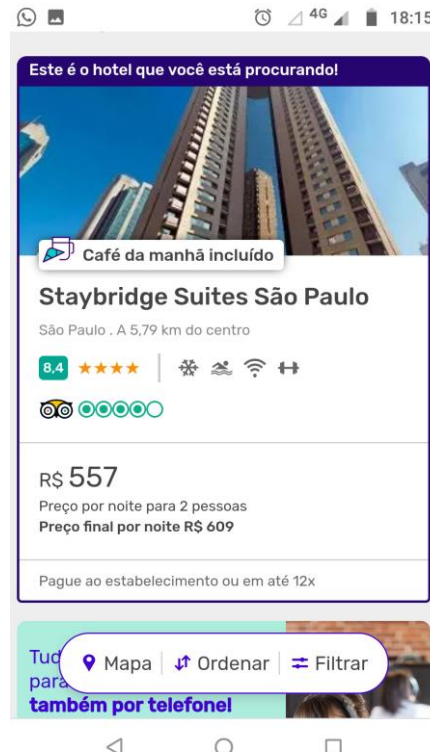 4G 18:15
Este é o hotel que você está procurando!
Café da manhã incluído
Staybridge Suites São Paulo
São Paulo . A 5,79 km do centro
8,4
R$ 557
Preço por noite para 2 pessoas
Preço final por noite R$ 609
Pague ao estabelecimento ou em até 12x
Tud
para
também por telefone!
Mapa Ordenar Filtrar